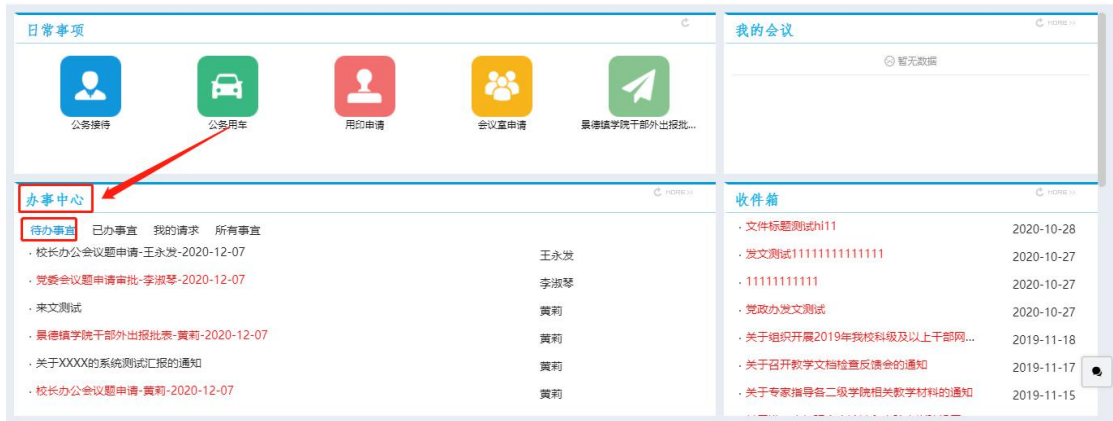 日常事项
公务接待
公务用车
用印申请
会议室申请
景德镇学院干部外出报批...
我的会议
HOME >>
暂无数据
办事中心
HOME >>
待办事宜 已办事宜 我的请求 所有事宜
· 校长办公会议题申请-王永发-2020-12-07 王永发
· 党委会议题申请审批-李淑琴-2020-12-07 李淑琴
· 来文测试 黄莉
· 景德镇学院干部外出报批表-黄莉-2020-12-07 黄莉
· 关于XXXX的系统测试汇报的通知 黄莉
· 校长办公会议题申请-黄莉-2020-12-07 黄莉
收件箱
HOME >>
· 文件标题测试hi11 2020-10-28
· 发文测试11111111111111 2020-10-27
· 11111111111 2020-10-27
· 党政办发文测试 2020-10-27
· 关于组织开展2019年我校科级及以上干部网... 2019-11-18
· 关于召开教学文档检查反馈会的通知 2019-11-17
· 关于专家指导各二级学院相关教学材料的通知 2019-11-15